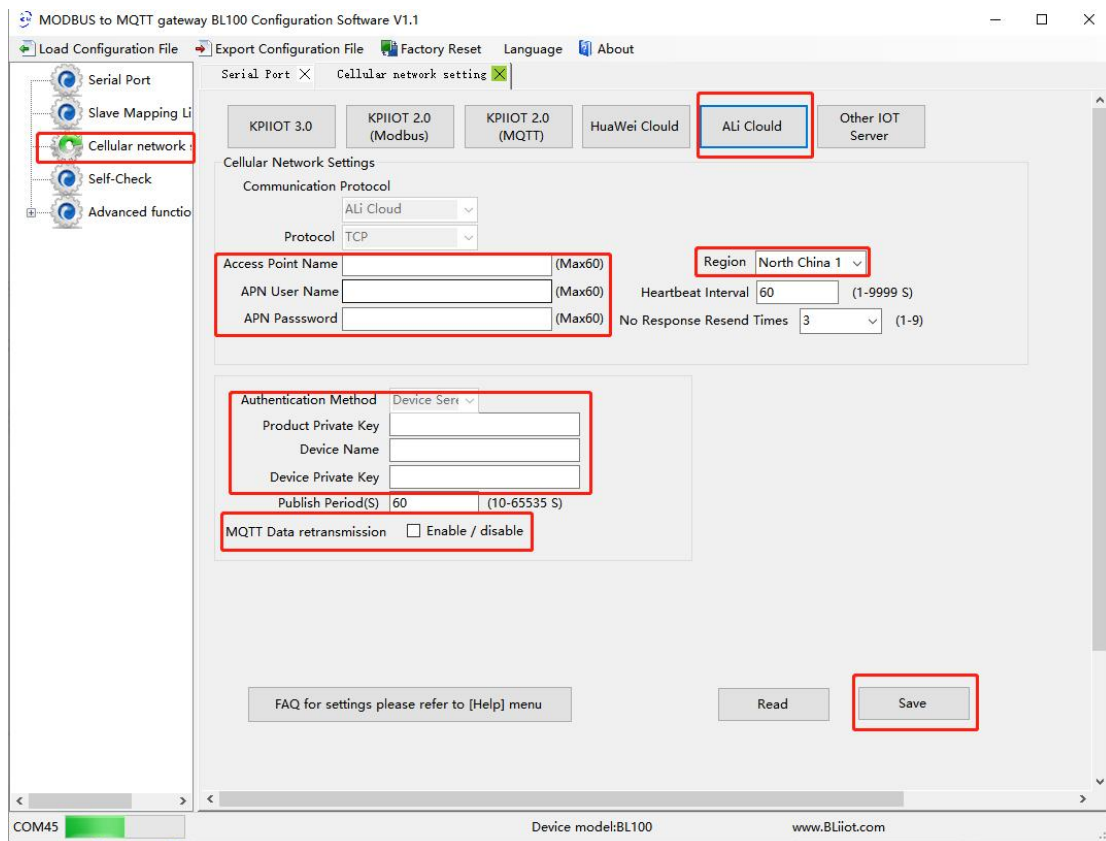 MODBUS to MQTT gateway BL100 Configuration Software V1.1
Load Configuration File Export Configuration File Factory Reset Language About
Serial Port
Slave Mapping Li
Cellular network s
Self-Check
Advanced functio
Serial Port Cellular network setting
KPIIOT 3.0
KPIIOT 2.0
(Modbus)
KPIIOT 2.0
(MQTT)
HuaWei Clould
ALi Clould
Other IOT
Server
Cellular Network Settings
Communication Protocol
ALi Cloud
Protocol TCP
Access Point Name (Max60)
Region North China 1
APN User Name (Max60)
Heartbeat Interval 60 (1-9999 S)
APN Passsword (Max60)
No Response Resend Times 3 (1-9)
Authentication Method Device Sere
Product Private Key
Device Name
Device Private Key
Publish Period(S) 60 (10-65535 S)
MQTT Data retransmission Enable / disable
FAQ for settings please refer to [Help] menu
Read
Save
COM45 Device model:BL100 www.BLiiot.com